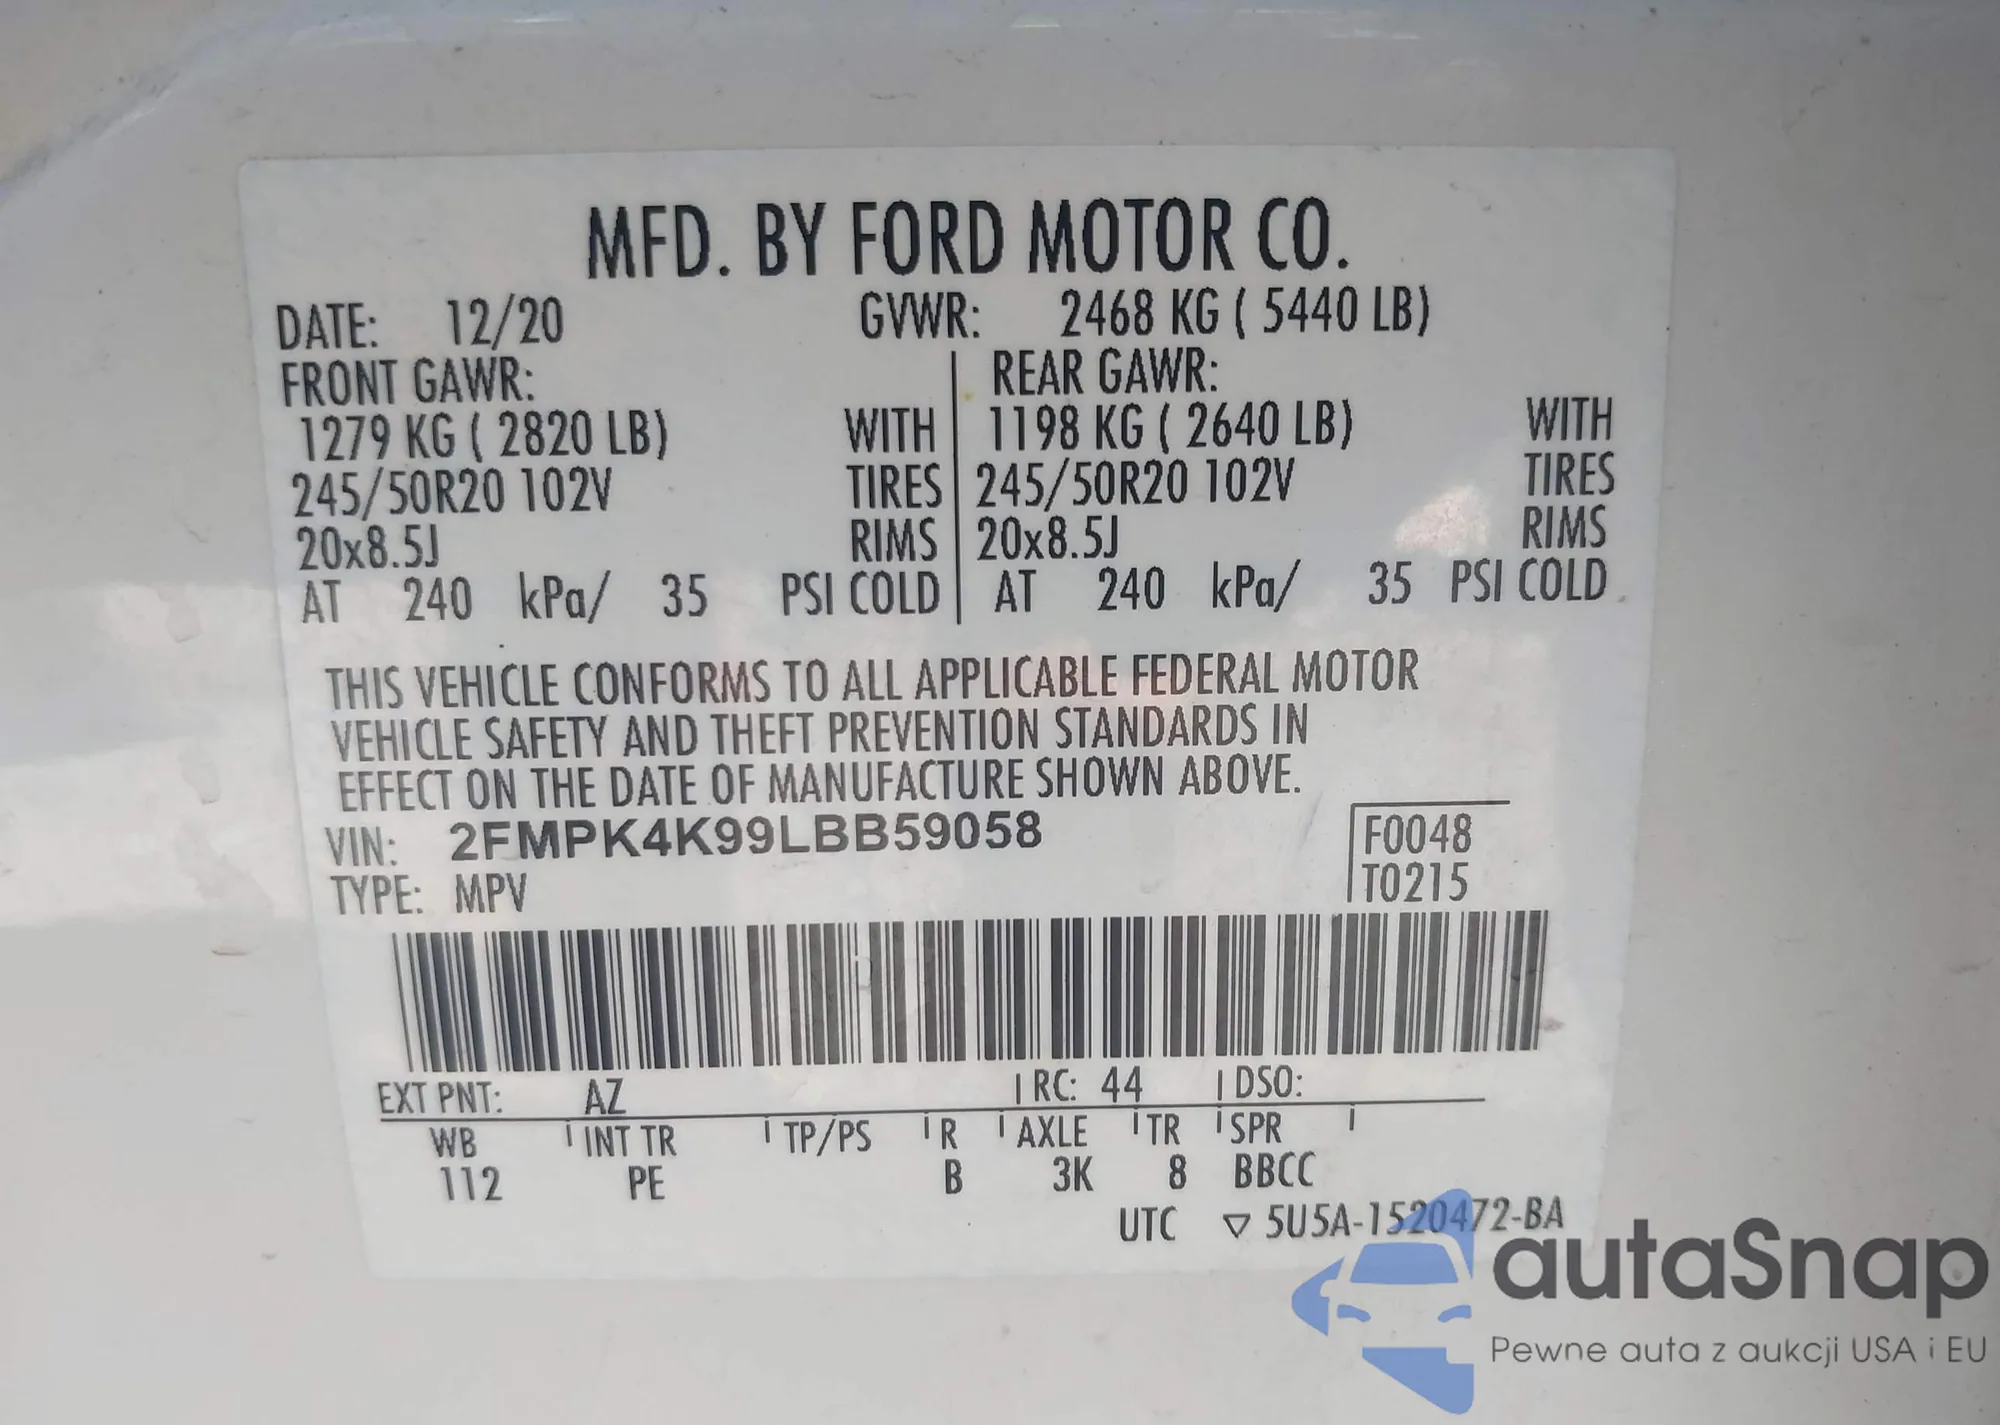 MFD. BY FORD MOTOR CO.
DATE: 12/20 GVWR: 2468 KG ( 5440 LB)
FRONT GAWR: REAR GAWR:
1279 KG ( 2820 LB) WITH 1198 KG ( 2640 LB) WITH
245/50R20 102V TIRES 245/50R20 102V TIRES
20x8.5J RIMS 20x8.5J RIMS
AT 240 kPa/ 35 PSI COLD AT 240 kPa/ 35 PSI COLD
THIS VEHICLE CONFORMS TO ALL APPLICABLE FEDERAL MOTOR
VEHICLE SAFETY AND THEFT PREVENTION STANDARDS IN
EFFECT ON THE DATE OF MANUFACTURE SHOWN ABOVE.
VIN: 2FMPK4K99LBB59058 F0048
TYPE: MPV T0215
EXT PNT: AZ RC: 44 DSO:
WB INT TR TP/PS R AXLE TR SPR
112 PE B 3K 8 BBCC
UTC ▽ 5U5A-1520472-BA
autaSnap
Pewne auta z aukcji USA i EU